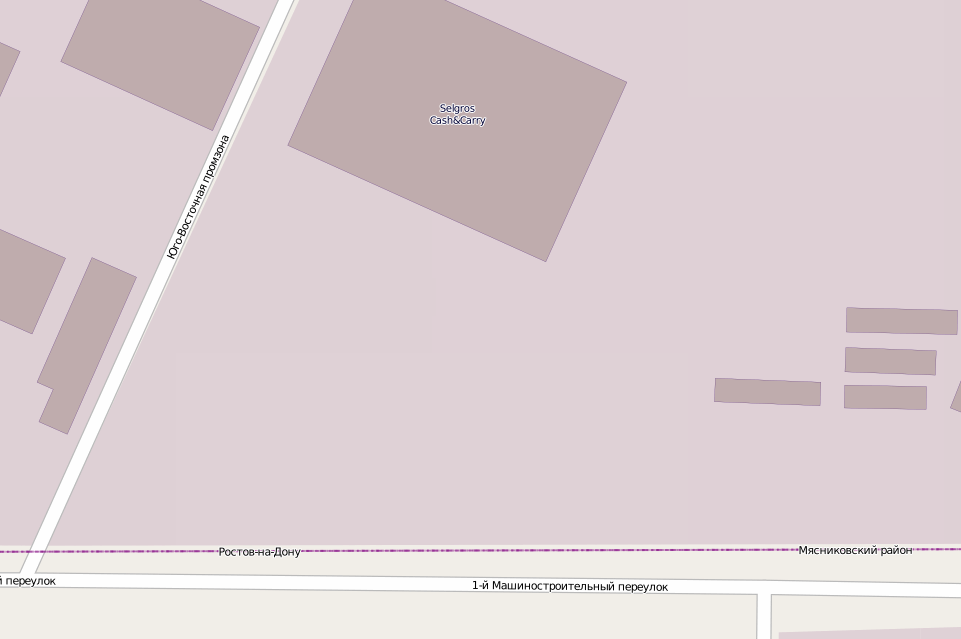 Selgros
Cash&Carry
Юго-Восточная промзона
Ростов-на-Дону
Мясниковский район
й переулок
1-й Машиностроительный переулок